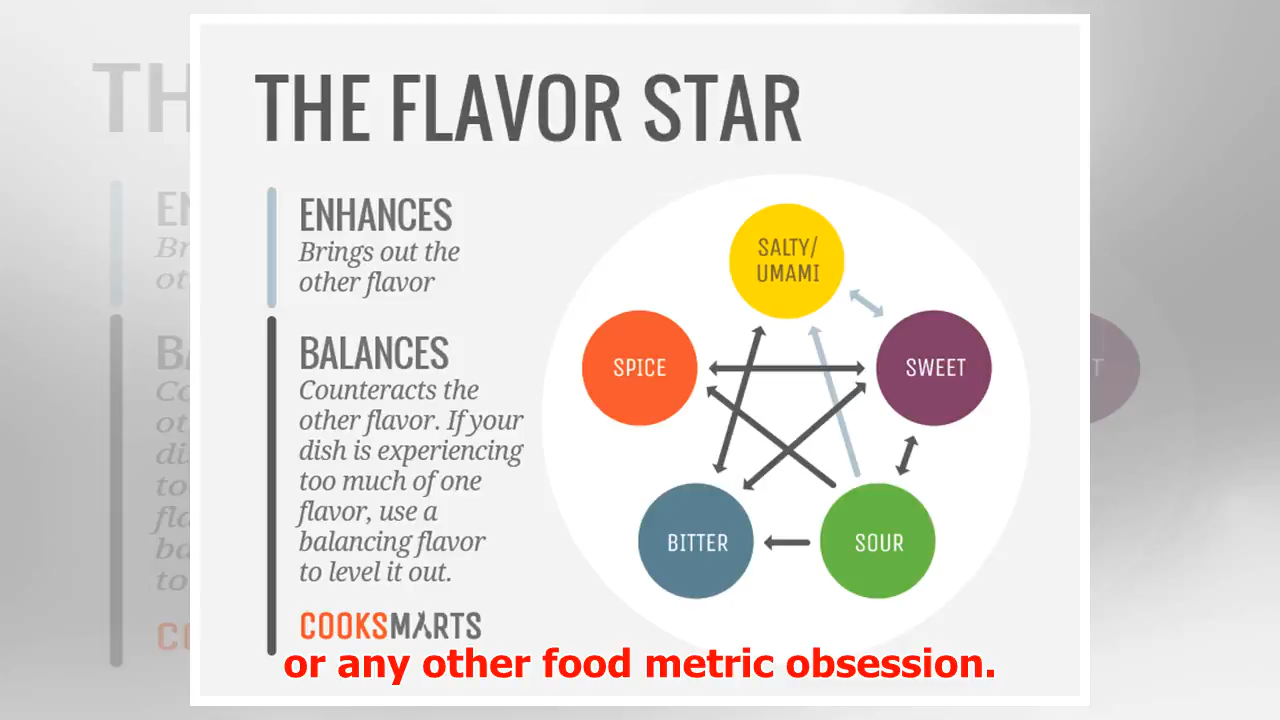 THE FLAVOR STAR
ENHANCES
Brings out the
other flavor
BALANCES
Counteracts the
other flavor. If your
dish is experiencing
too much of one
flavor, use a
balancing flavor
to level it out.
COOKSMARTS
SALTY/
UMAMI
SPICE
SWEET
BITTER
SOUR
or any other food metric obsession.